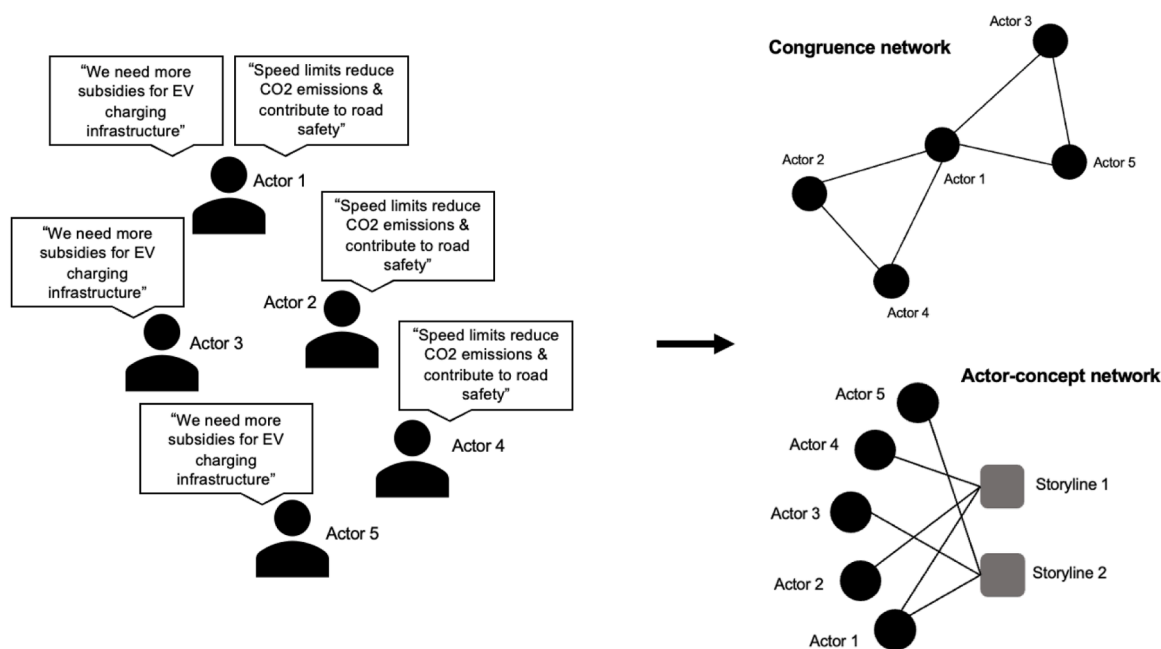 “We need more
subsidies for EV
charging
infrastructure”
“Speed limits reduce
CO2 emissions &
contribute to road
safety”
Actor 1
“We need more
subsidies for EV
charging
infrastructure”
Actor 3
“Speed limits reduce
CO2 emissions &
contribute to road
safety”
Actor 2
“Speed limits reduce
CO2 emissions &
contribute to road
safety”
Actor 4
“We need more
subsidies for EV
charging
infrastructure”
Actor 5
Congruence network
Actor 3
Actor 2
Actor 1
Actor 5
Actor 4
Actor-concept network
Actor 5
Actor 4
Actor 3
Actor 2
Actor 1
Storyline 1
Storyline 2